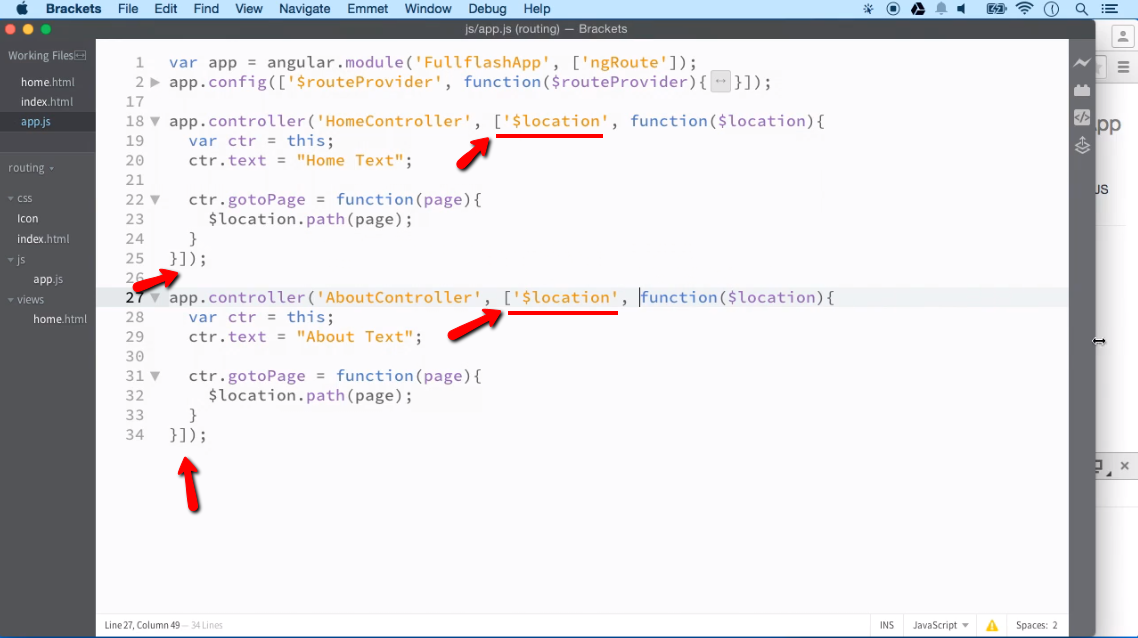 Brackets File Edit Find View Navigate Emmet Window Debug Help
js/app.js (routing) — Brackets
Working Files
home.html
index.html
app.js
routing
css
Icon
index.html
js
app.js
views
home.html
1 var app = angular.module('FullflashApp', ['ngRoute']);
2 app.config(['$routeProvider', function($routeProvider){ }]);
17
18 app.controller('HomeController', ['$location', function($location){
19 var ctr = this;
20 ctr.text = "Home Text";
21
22 ctr.gotoPage = function(page){
23 $location.path(page);
24 }
25 }]);
26
27 app.controller('AboutController', ['$location', function($location){
28 var ctr = this;
29 ctr.text = "About Text";
30
31 ctr.gotoPage = function(page){
32 $location.path(page);
33 }
34 }]);
Line 27, Column 49 — 34 Lines
INS JavaScript Spaces: 2